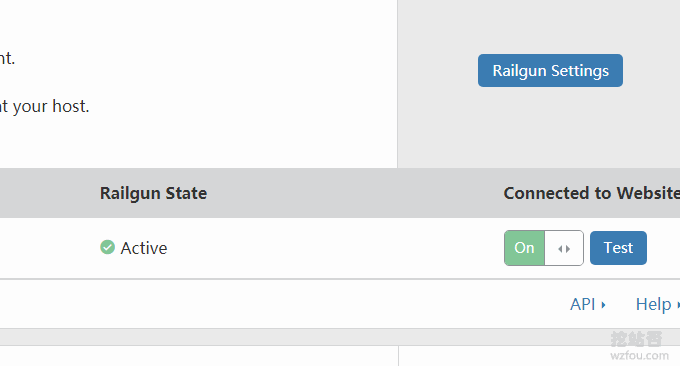 nt.
Railgun Settings
at your host.
Railgun State Connected to Website
Active On Test
API Help
挖站否
wzfou.com